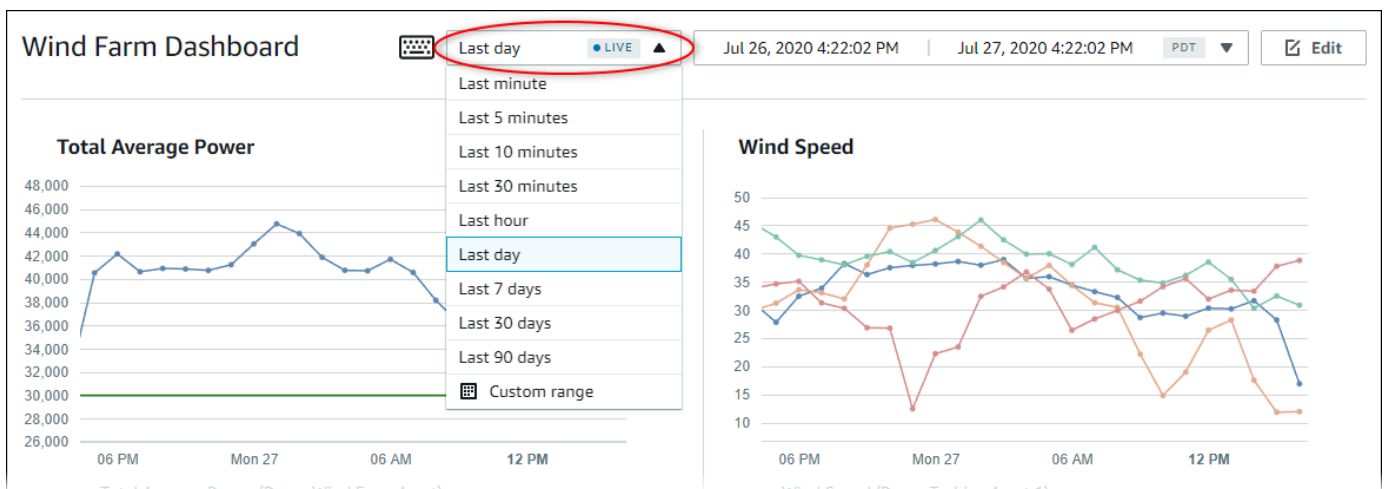 Wind Farm Dashboard
Last day LIVE
Jul 26, 2020 4:22:02 PM Jul 27, 2020 4:22:02 PM PDT
Edit
Last minute
Last 5 minutes
Last 10 minutes
Last 30 minutes
Last hour
Last day
Last 7 days
Last 30 days
Last 90 days
Custom range
Total Average Power
48,000
46,000
44,000
42,000
40,000
38,000
36,000
34,000
32,000
30,000
28,000
26,000
06 PM Mon 27 06 AM 12 PM
Wind Speed
50
45
40
35
30
25
20
15
10
06 PM Mon 27 06 AM 12 PM